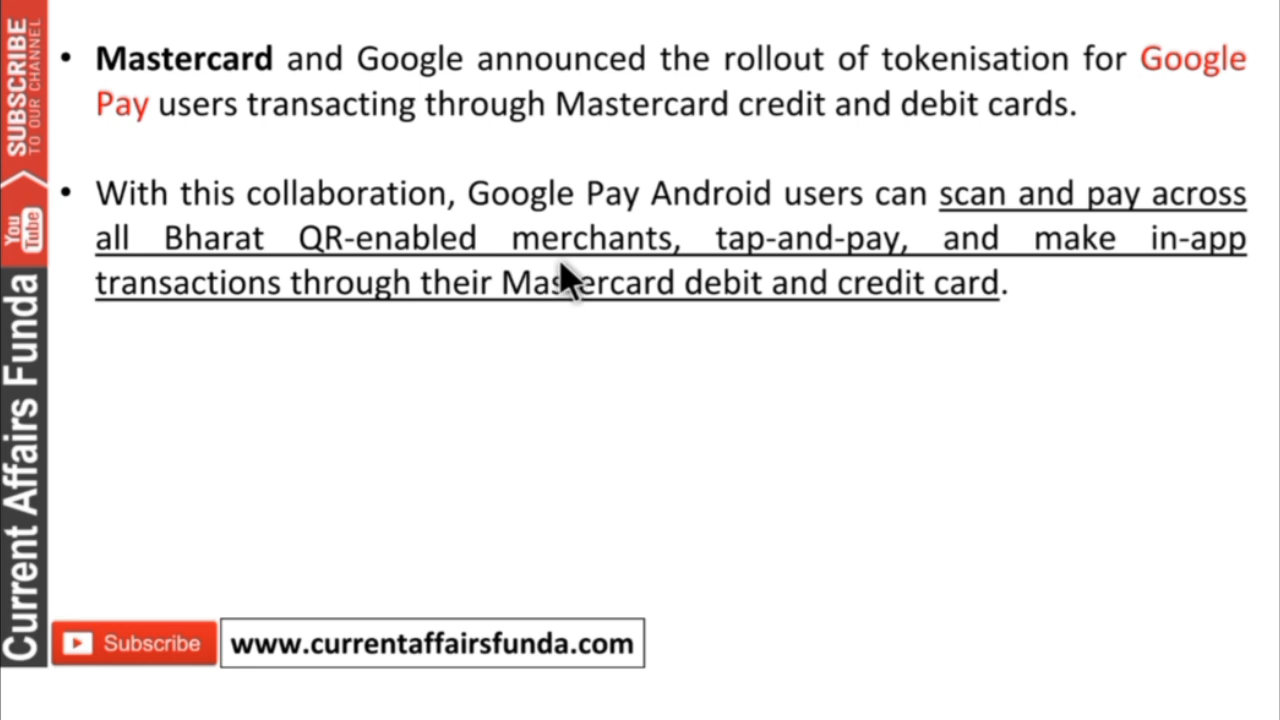 • Mastercard and Google announced the rollout of tokenisation for Google
Pay users transacting through Mastercard credit and debit cards.
• With this collaboration, Google Pay Android users can scan and pay across
all Bharat QR-enabled merchants, tap-and-pay, and make in-app
transactions through their Mastercard debit and credit card.
SUBSCRIBE
TO OUR CHANNEL
You
Tube
Current Affairs Funda
Subscribe
www.currentaffairsfunda.com